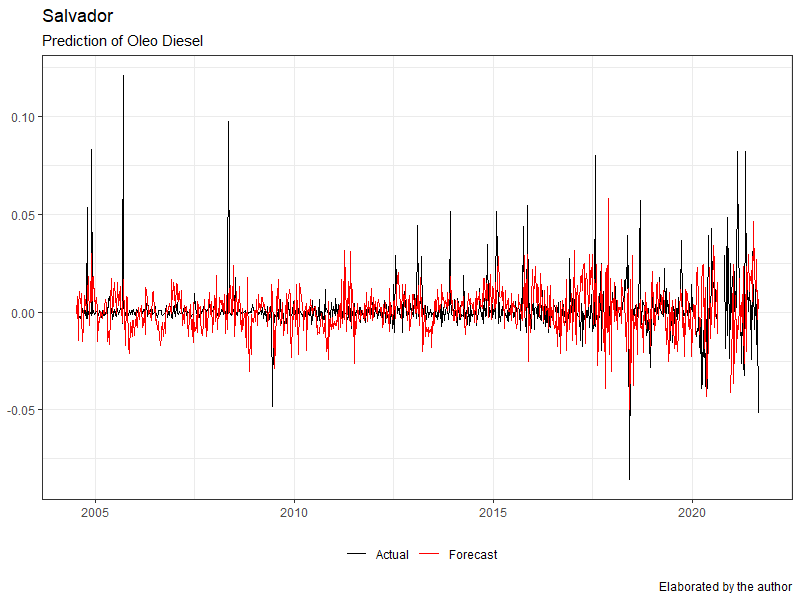 Salvador
Prediction of Oleo Diesel
0.10
0.05
0.00
-0.05
2005 2010 2015 2020
Actual Forecast
Elaborated by the author